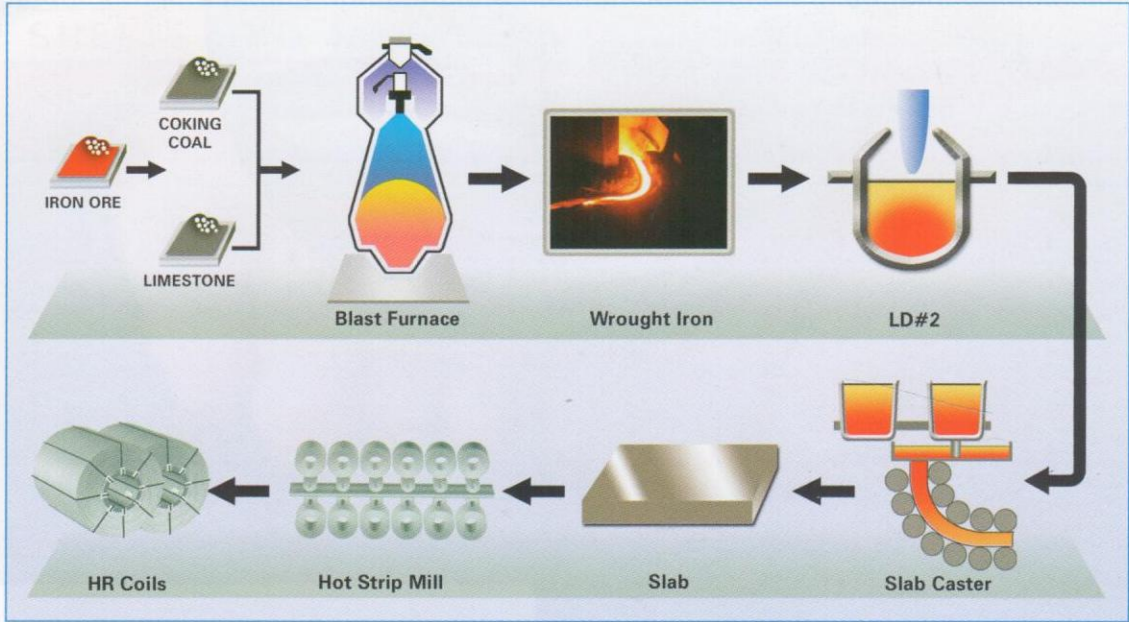 COKING
COAL
IRON ORE
LIMESTONE
Blast Furnace
Wrought Iron
LD#2
HR Coils
Hot Strip Mill
Slab
Slab Caster